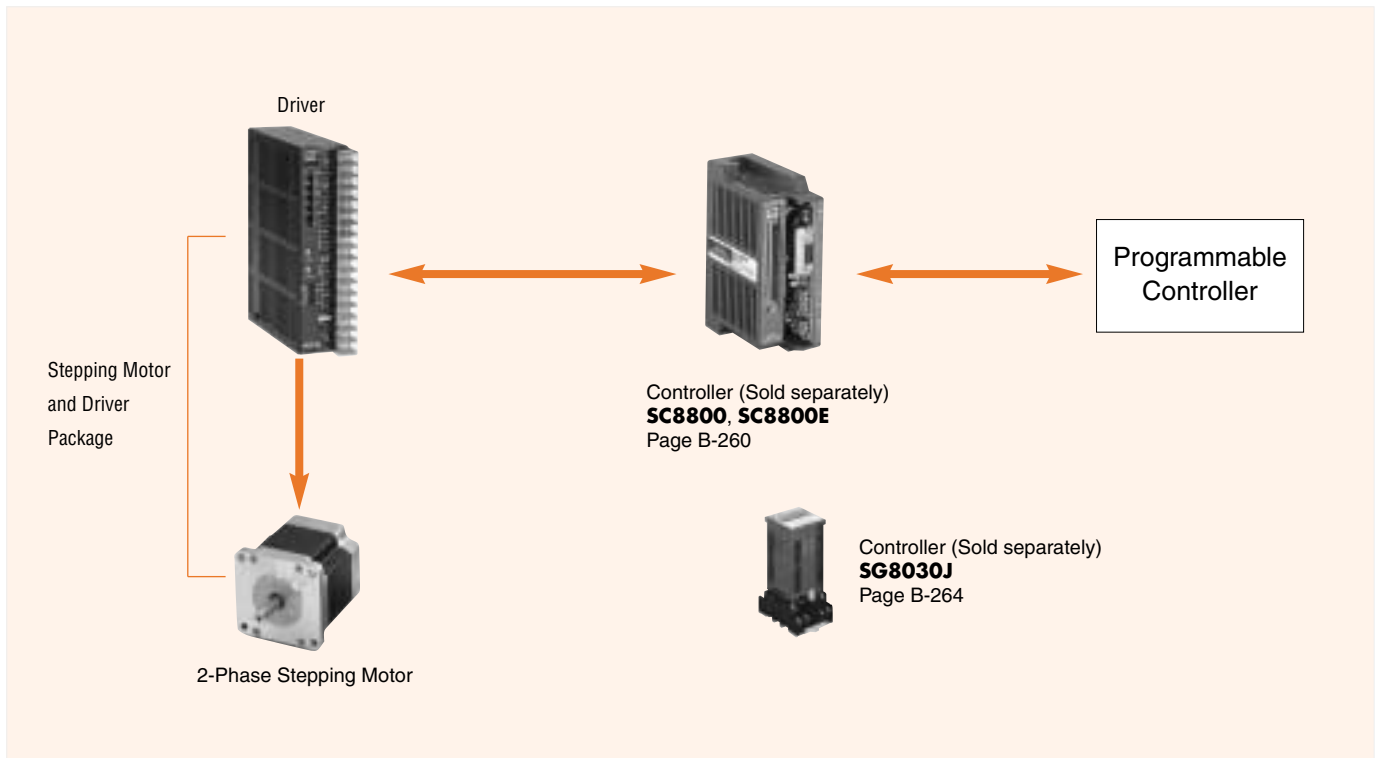 Driver
Programmable
Controller
Stepping Motor
and Driver
Package
Controller (Sold separately)
SC8800, SC8800E
Page B-260
Controller (Sold separately)
SG8030J
Page B-264
2-Phase Stepping Motor